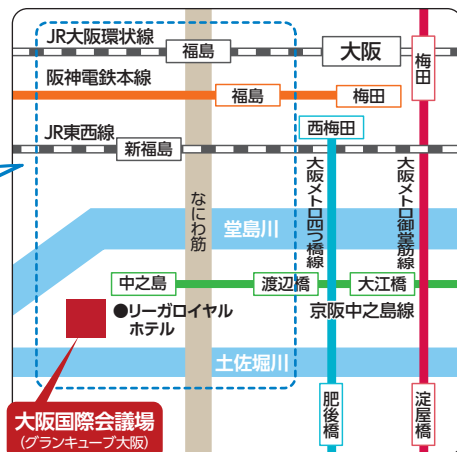 JR大阪環状線
福島
大阪
梅田
阪神電鉄本線
福島
梅田
西梅田
JR東西線
新福島
なにわ筋
大阪メトロ四つ橋線
大阪メトロ御堂筋線
堂島川
中之島
渡辺橋
大江橋
●リーガロイヤル
ホテル
京阪中之島線
土佐堀川
肥後橋
淀屋橋
大阪国際会議場
(グランキューブ大阪)